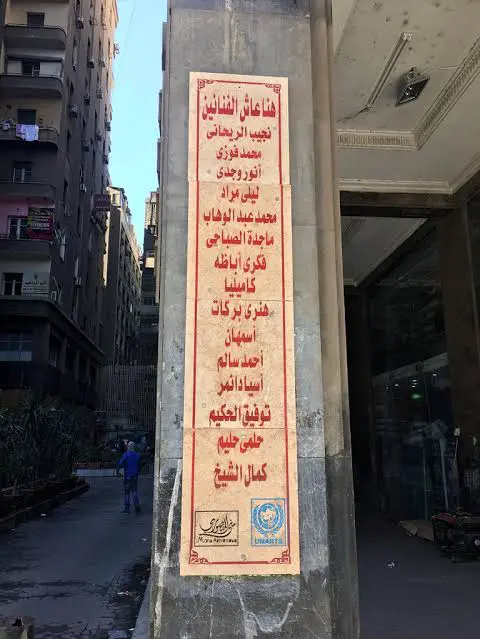 هنا عاش الفنانين
نجيب الريحانى
محمد فوزى
أنور وجدى
ليلى مراد
محمد عبد الوهاب
ماجدة الصباحى
فكرى أباظه
كاميليا
هنرى بركات
أسمهان
أحمد سالم
أسيا داغر
توفيق الحكيم
حلمى حليم
كمال الشيخ
UNARTS